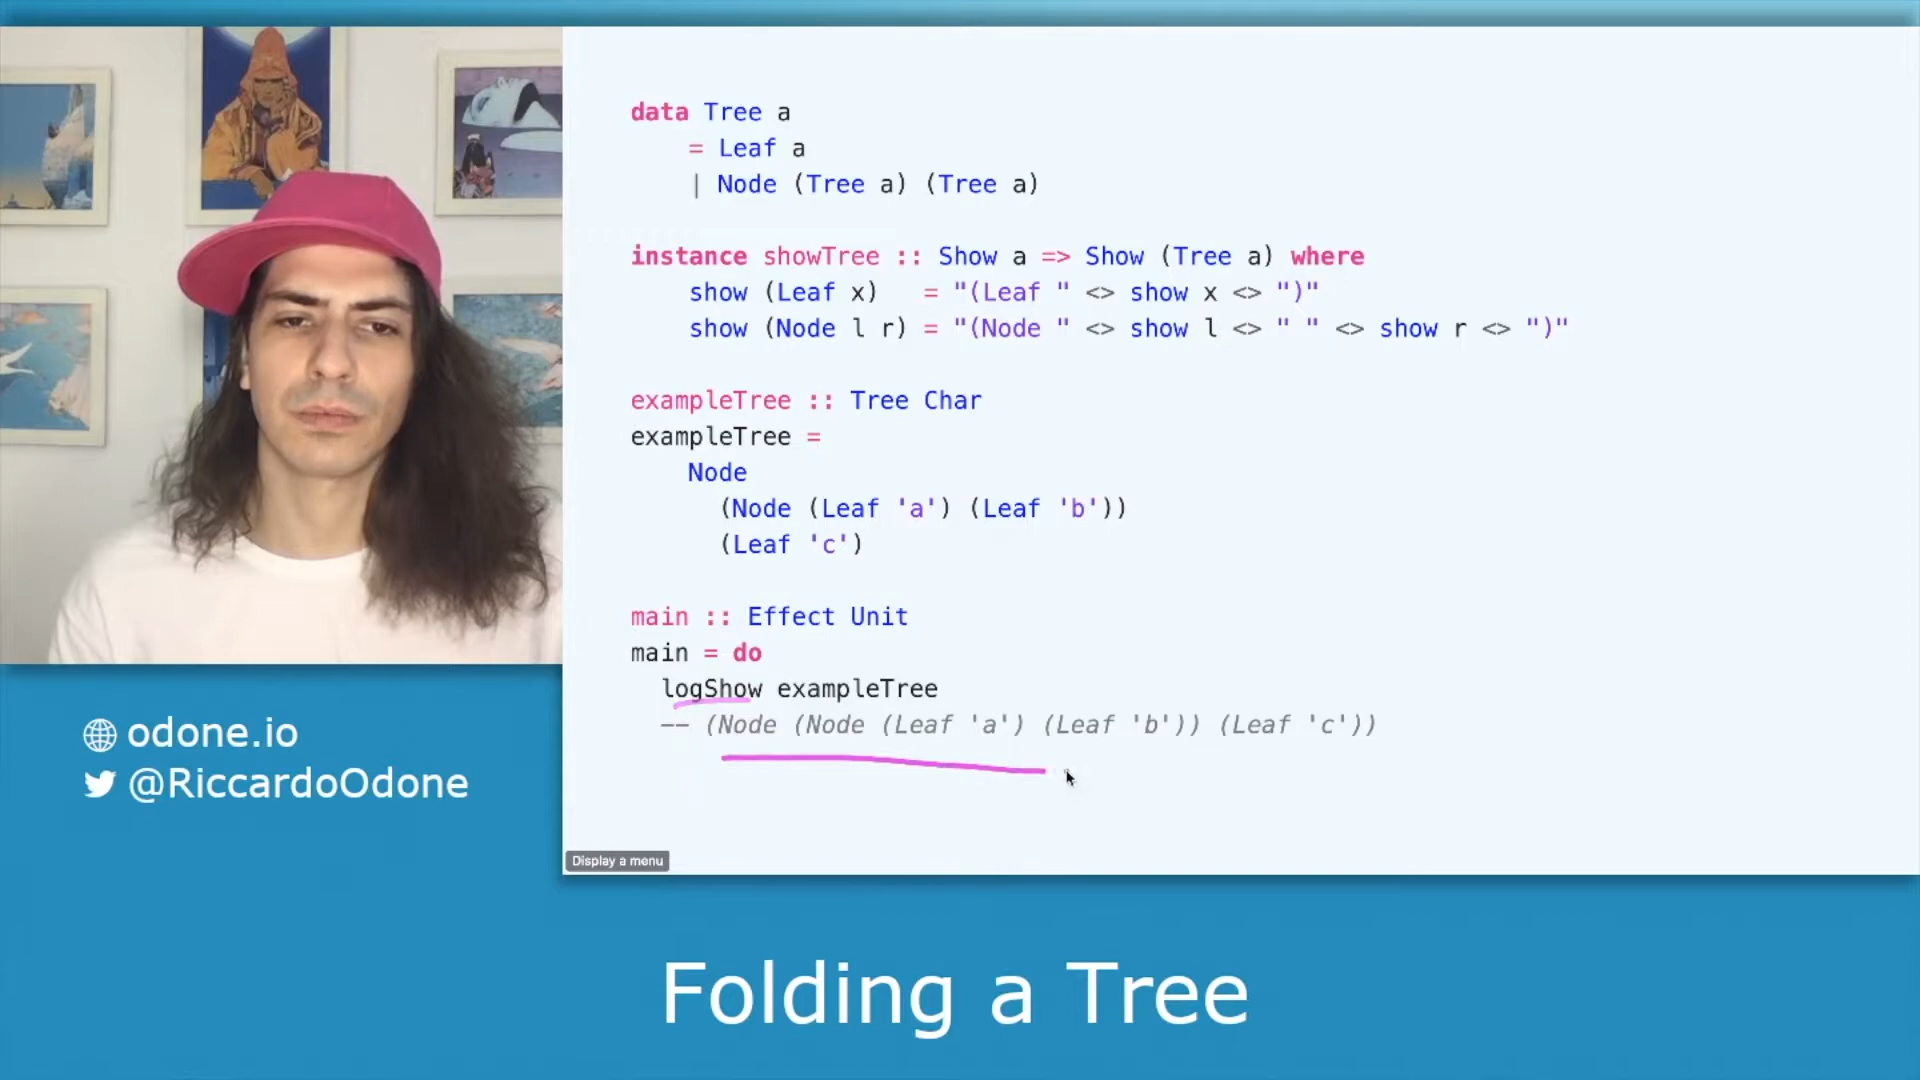 data Tree a
    = Leaf a
    | Node (Tree a) (Tree a)
instance showTree :: Show a => Show (Tree a) where
    show (Leaf x)   = "(Leaf " <> show x <> ")"
    show (Node l r) = "(Node " <> show l <> " " <> show r <> ")"
exampleTree :: Tree Char
exampleTree =
    Node
      (Node (Leaf 'a') (Leaf 'b'))
      (Leaf 'c')
main :: Effect Unit
main = do
  logShow exampleTree
  -- (Node (Node (Leaf 'a') (Leaf 'b')) (Leaf 'c'))
Display a menu
odone.io
@RiccardoOdone
Folding a Tree